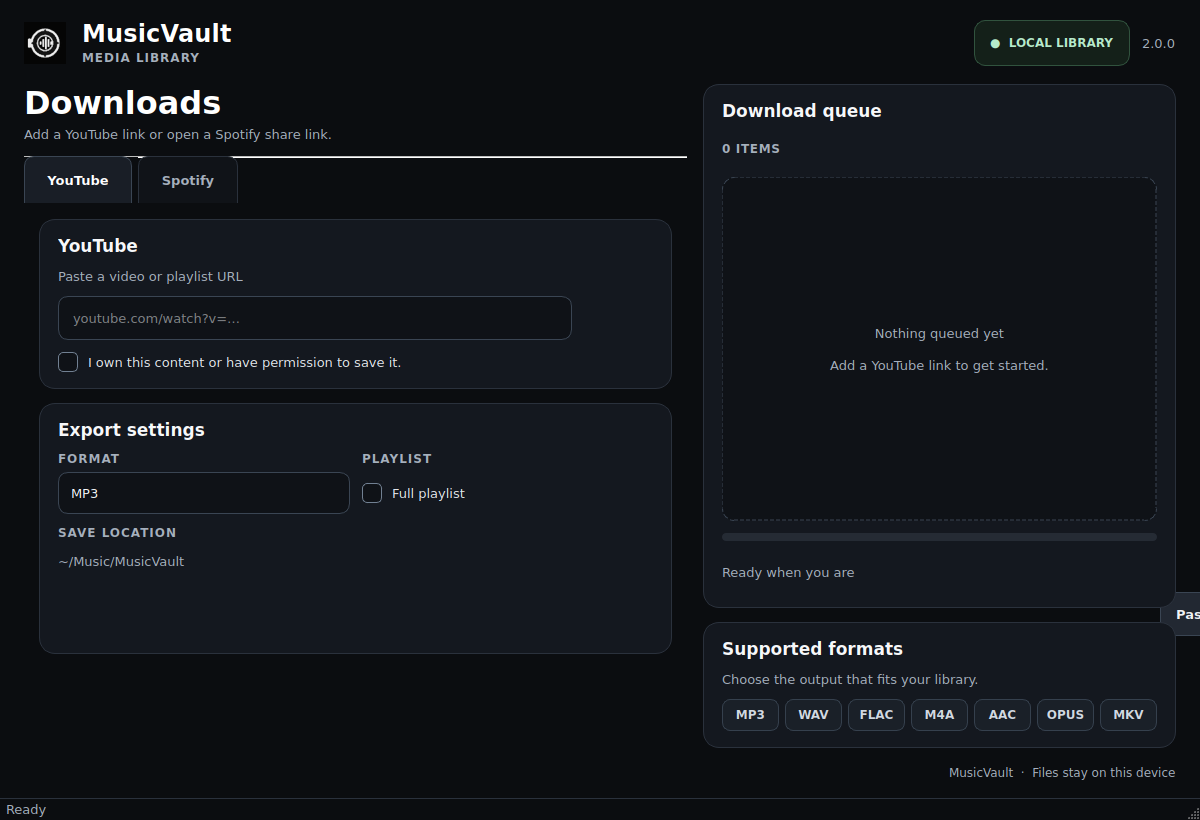 MusicVault
MEDIA LIBRARY
LOCAL LIBRARY
2.0.0
Downloads
Add a YouTube link or open a Spotify share link.
YouTube
Spotify
YouTube
Paste a video or playlist URL
youtube.com/watch?v=...
I own this content or have permission to save it.
Export settings
FORMAT
PLAYLIST
MP3
Full playlist
SAVE LOCATION
~/Music/MusicVault
Download queue
0 ITEMS
Nothing queued yet
Add a YouTube link to get started.
Ready when you are
Pas
Supported formats
Choose the output that fits your library.
MP3 WAV FLAC M4A AAC OPUS MKV
MusicVault · Files stay on this device
Ready